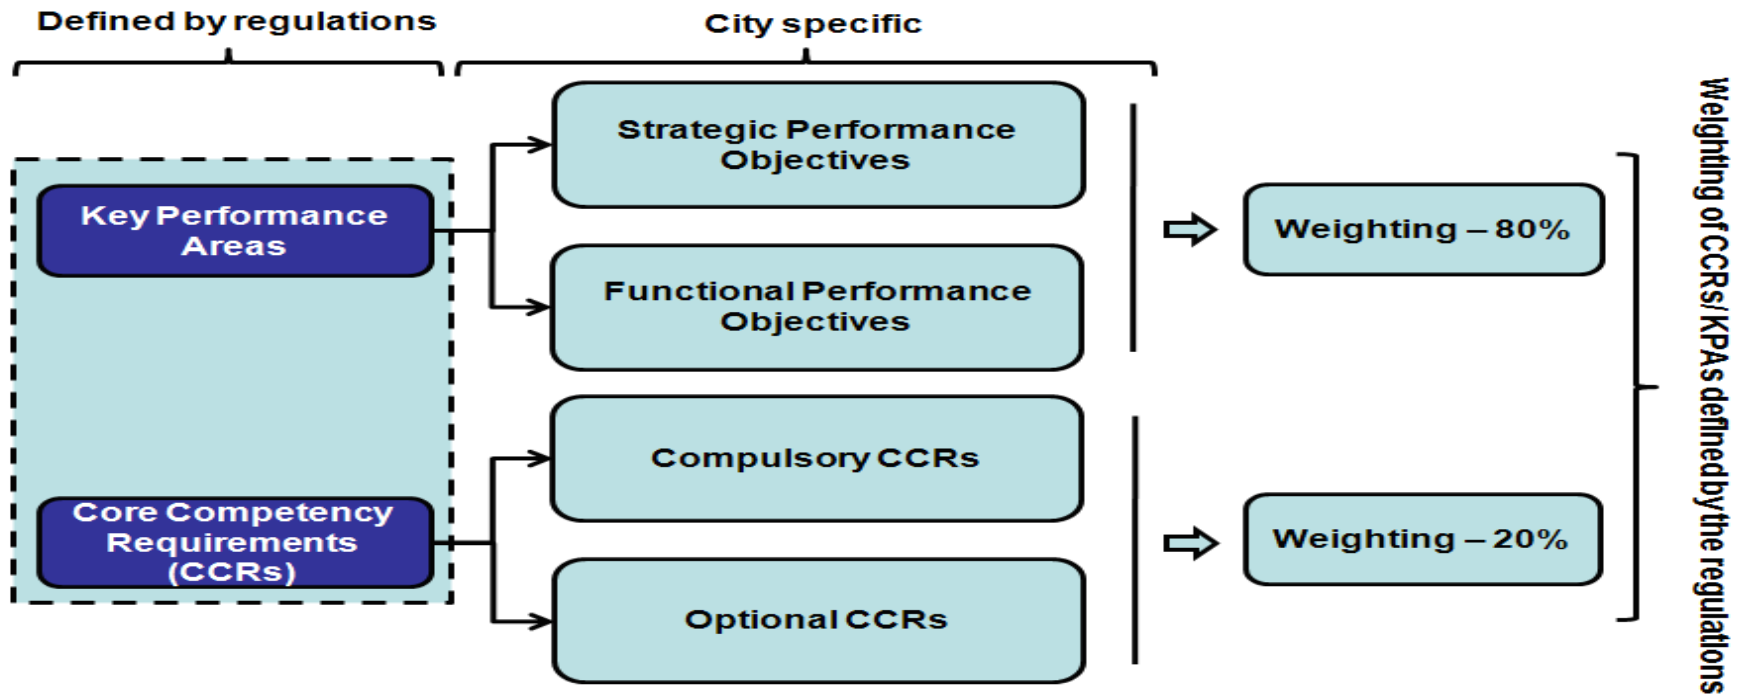 Defined by regulations
City specific
Strategic Performance
Objectives
Key Performance
Areas
Functional Performance
Objectives
Weighting – 80%
Compulsory CCRs
Core Competency
Requirements
(CCRs)
Optional CCRs
Weighting – 20%
Weighting of CCRs/ KPAs defined by the regulations